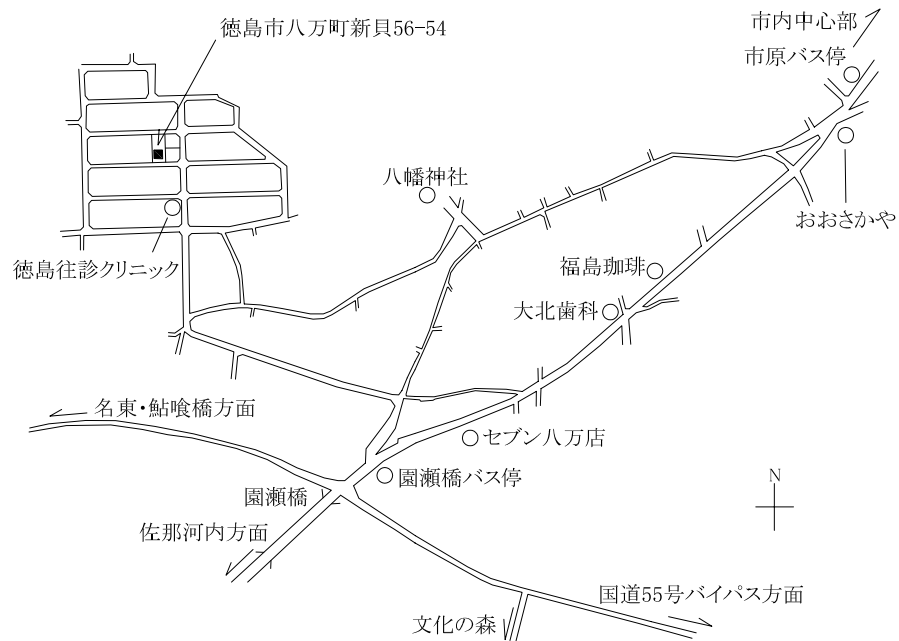 徳島市八万町新貝56-54
市内中心部
市原バス停
八幡神社
おおさかや
徳島往診クリニック
福島珈琲
大北歯科
名東・鮎喰橋方面
セブン八万店
園瀬橋バス停
園瀬橋
佐那河内方面
N
国道55号バイパス方面
文化の森